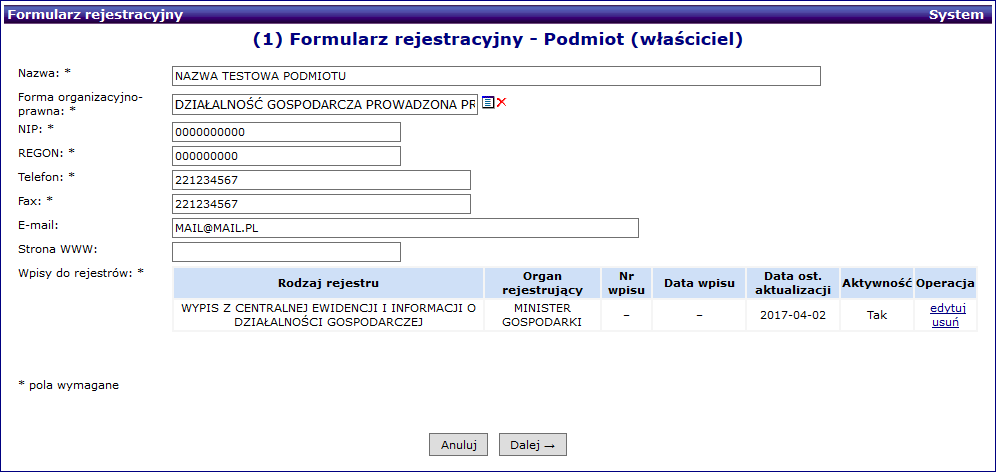 Formularz rejestracyjny System
(1) Formularz rejestracyjny - Podmiot (właściciel)
Nazwa: * NAZWA TESTOWA PODMIOTU
Forma organizacyjno-
prawna: * DZIAŁALNOŚĆ GOSPODARCZA PROWADZONA PR
NIP: * 0000000000
REGON: * 000000000
Telefon: * 221234567
Fax: * 221234567
E-mail: MAIL@MAIL.PL
Strona WWW:
Wpisy do rejestrów: *
Rodzaj rejestru Organ rejestrujący Nr wpisu Data wpisu Data ost. aktualizacji Aktywność Operacja
WYPIS Z CENTRALNEJ EWIDENCJI I INFORMACJI O DZIAŁALNOŚCI GOSPODARCZEJ MINISTER GOSPODARKI – – 2017-04-02 Tak edytuj usuń
* pola wymagane
Anuluj Dalej →